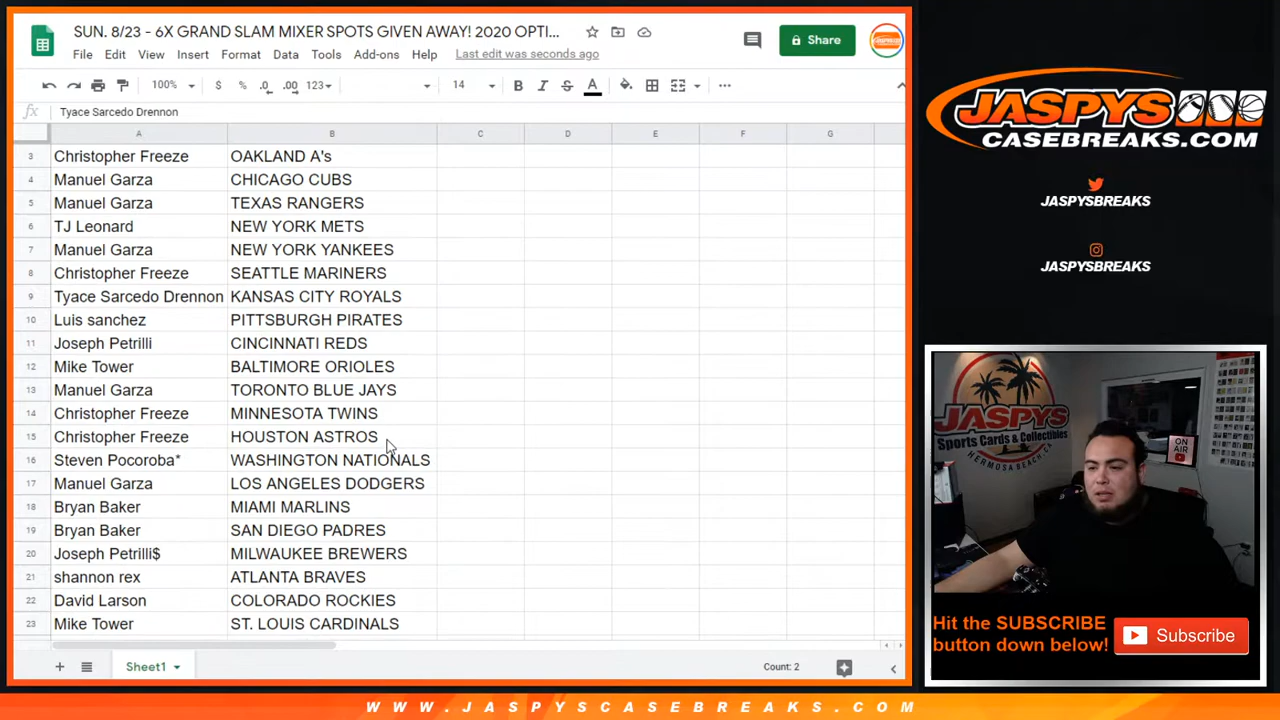 SUN. 8/23 - 6X GRAND SLAM MIXER SPOTS GIVEN AWAY! 2020 OPTI...
File Edit View Insert Format Data Tools Add-ons Help Last edit was seconds ago
Share
100% $ % .0 .00 123 14 B I S A
fx Tyace Sarcedo Drennon
A B C D E F G
3 Christopher Freeze OAKLAND A's
4 Manuel Garza CHICAGO CUBS
5 Manuel Garza TEXAS RANGERS
6 TJ Leonard NEW YORK METS
7 Manuel Garza NEW YORK YANKEES
8 Christopher Freeze SEATTLE MARINERS
9 Tyace Sarcedo Drennon KANSAS CITY ROYALS
10 Luis sanchez PITTSBURGH PIRATES
11 Joseph Petrilli CINCINNATI REDS
12 Mike Tower BALTIMORE ORIOLES
13 Manuel Garza TORONTO BLUE JAYS
14 Christopher Freeze MINNESOTA TWINS
15 Christopher Freeze HOUSTON ASTROS
16 Steven Pocoroba* WASHINGTON NATIONALS
17 Manuel Garza LOS ANGELES DODGERS
18 Bryan Baker MIAMI MARLINS
19 Bryan Baker SAN DIEGO PADRES
20 Joseph Petrilli$ MILWAUKEE BREWERS
21 shannon rex ATLANTA BRAVES
22 David Larson COLORADO ROCKIES
23 Mike Tower ST. LOUIS CARDINALS
Sheet1
Count: 2
JASPYS
CASEBREAKS.COM
JASPYSBREAKS
JASPYSBREAKS
JASPYS
Sports Cards & Collectibles
HERMOSA BEACH, CA.
ON
AIR
Hit the SUBSCRIBE
button down below!
Subscribe
WWW.JASPYSCASEBREAKS.COM